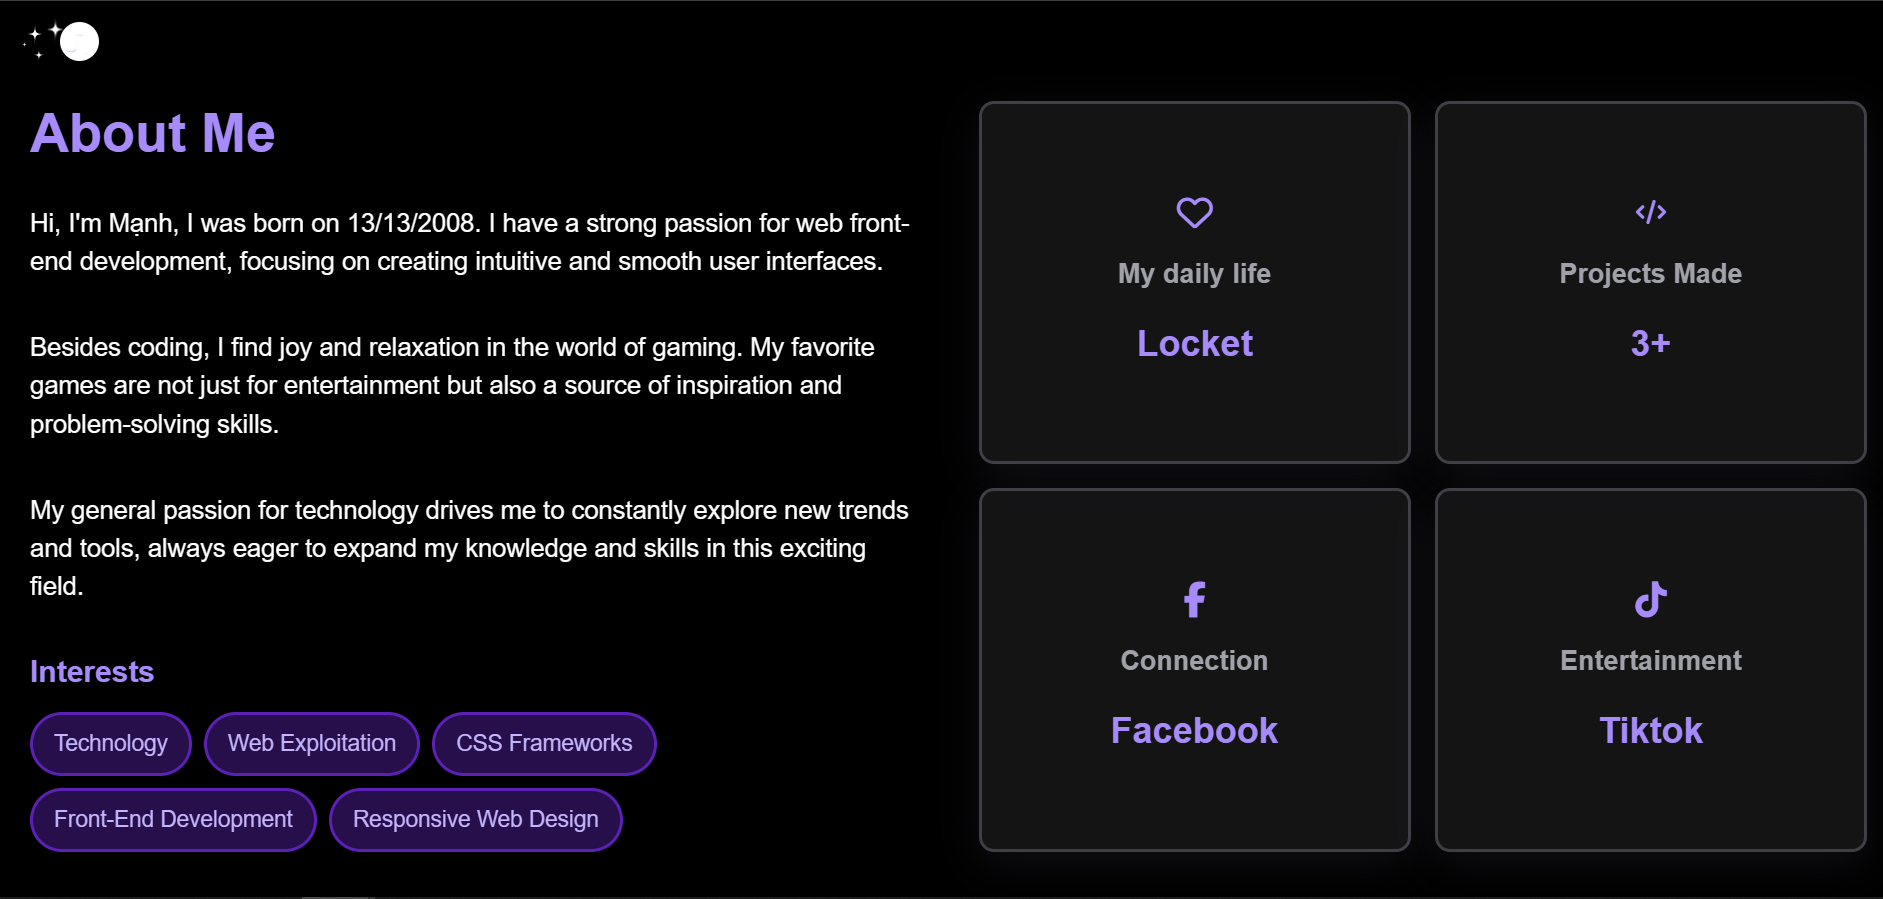 About Me
Hi, I'm Mạnh, I was born on 13/13/2008. I have a strong passion for web front-
end development, focusing on creating intuitive and smooth user interfaces.
Besides coding, I find joy and relaxation in the world of gaming. My favorite
games are not just for entertainment but also a source of inspiration and
problem-solving skills.
My general passion for technology drives me to constantly explore new trends
and tools, always eager to expand my knowledge and skills in this exciting
field.
Interests
Technology
Web Exploitation
CSS Frameworks
Front-End Development
Responsive Web Design
My daily life
Locket
Projects Made
3+
Connection
Facebook
Entertainment
Tiktok